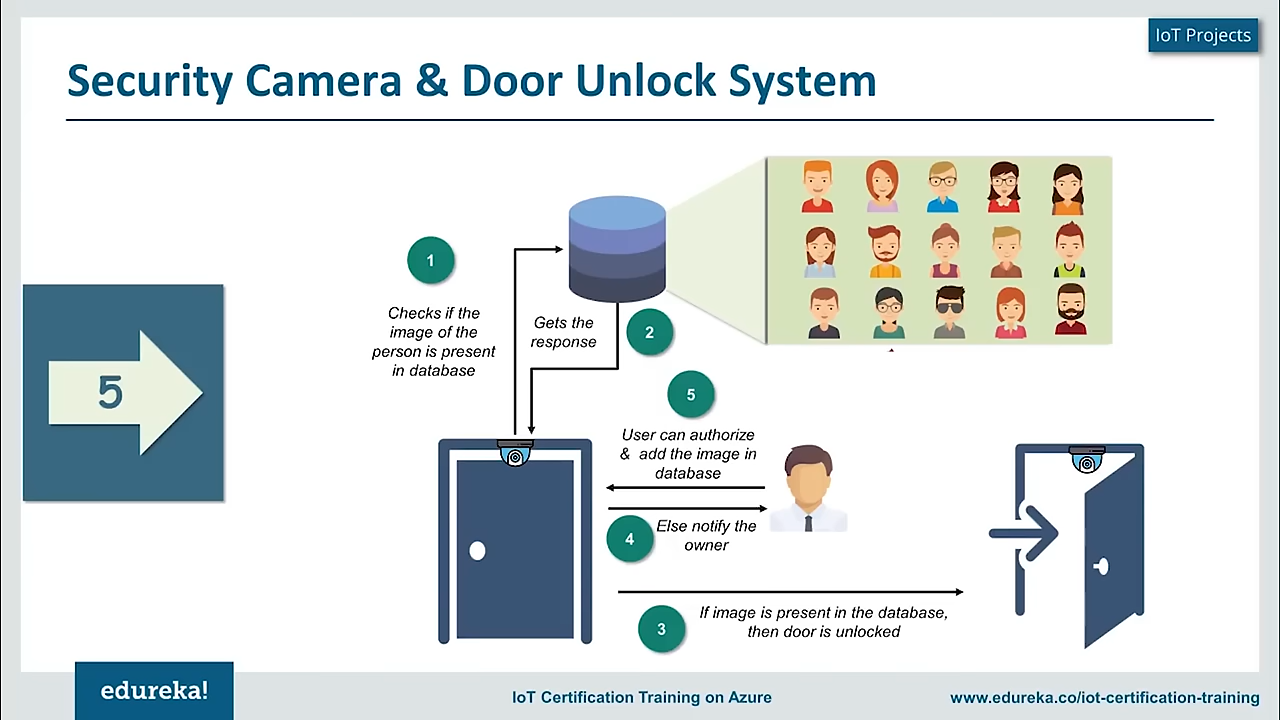 IoT Projects
Security Camera & Door Unlock System
1
Checks if the
image of the
person is present
in database
Gets the
response
2
5
5
User can authorize
& add the image in
database
4
Else notify the
owner
3
If image is present in the database,
then door is unlocked
edureka!
IoT Certification Training on Azure
www.edureka.co/iot-certification-training